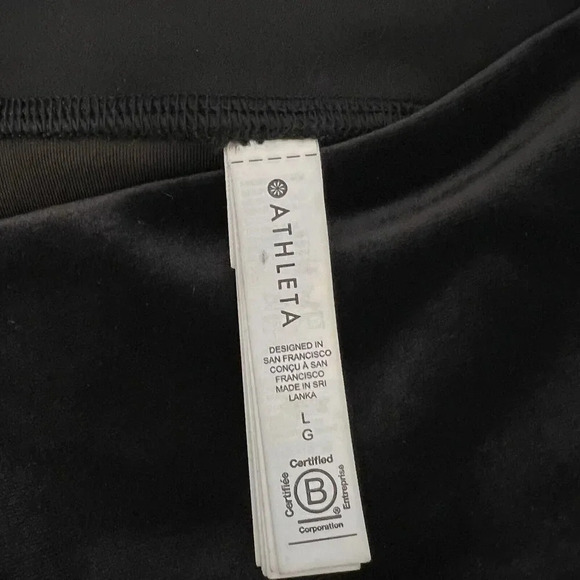 ATHLETA
DESIGNED IN
SAN FRANCISCO
CONÇU À SAN
FRANCISCO
MADE IN SRI
LANKA
L
G
Certified
Certifiée
B
Entreprise
®
Corporation